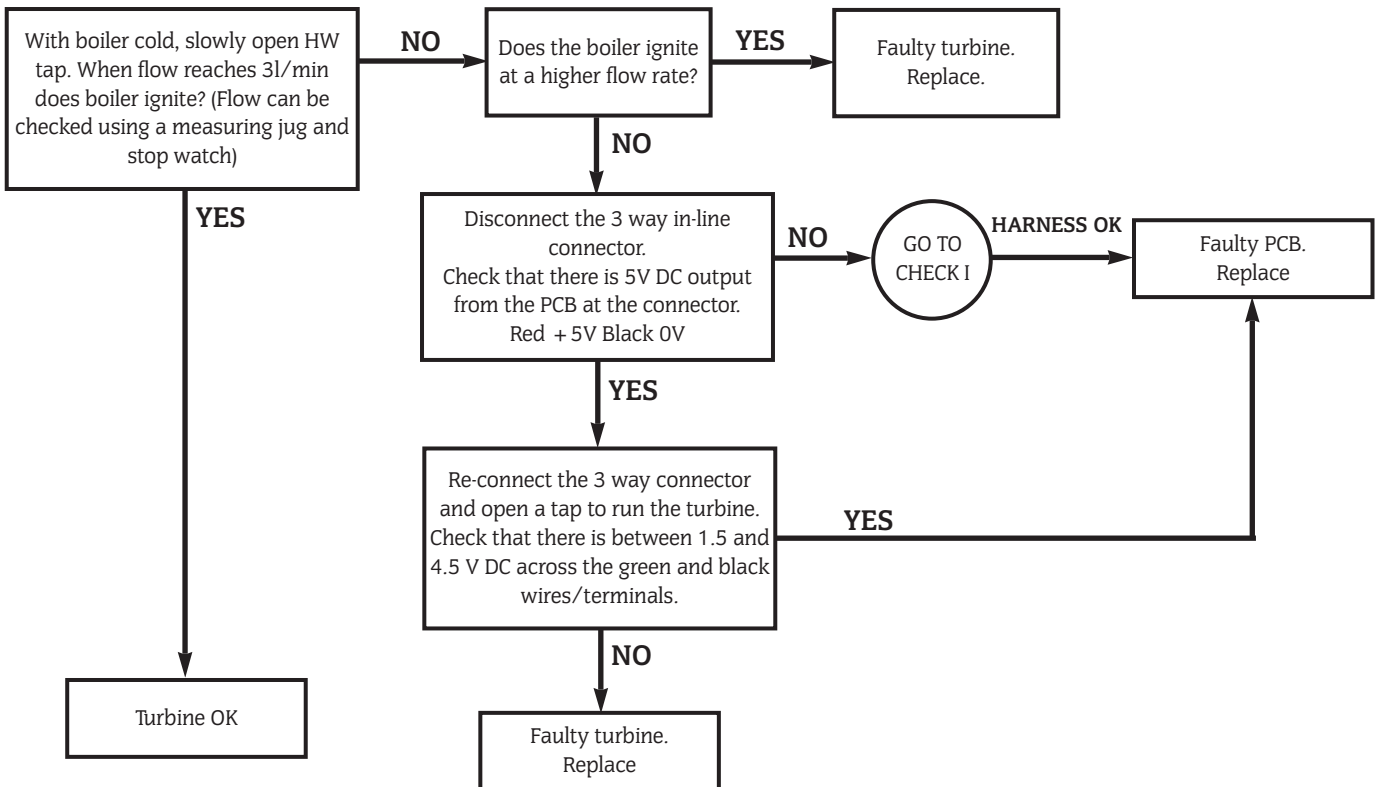 With boiler cold, slowly open HW
tap. When flow reaches 3l/min
does boiler ignite? (Flow can be
checked using a measuring jug and
stop watch)
NO
Does the boiler ignite
at a higher flow rate?
YES
Faulty turbine.
Replace.
NO
YES
Disconnect the 3 way in-line
connector.
Check that there is 5V DC output
from the PCB at the connector.
Red + 5V Black 0V
NO
GO TO
CHECK I
HARNESS OK
Faulty PCB.
Replace
YES
Re-connect the 3 way connector
and open a tap to run the turbine.
Check that there is between 1.5 and
4.5 V DC across the green and black
wires/terminals.
YES
NO
Turbine OK
Faulty turbine.
Replace